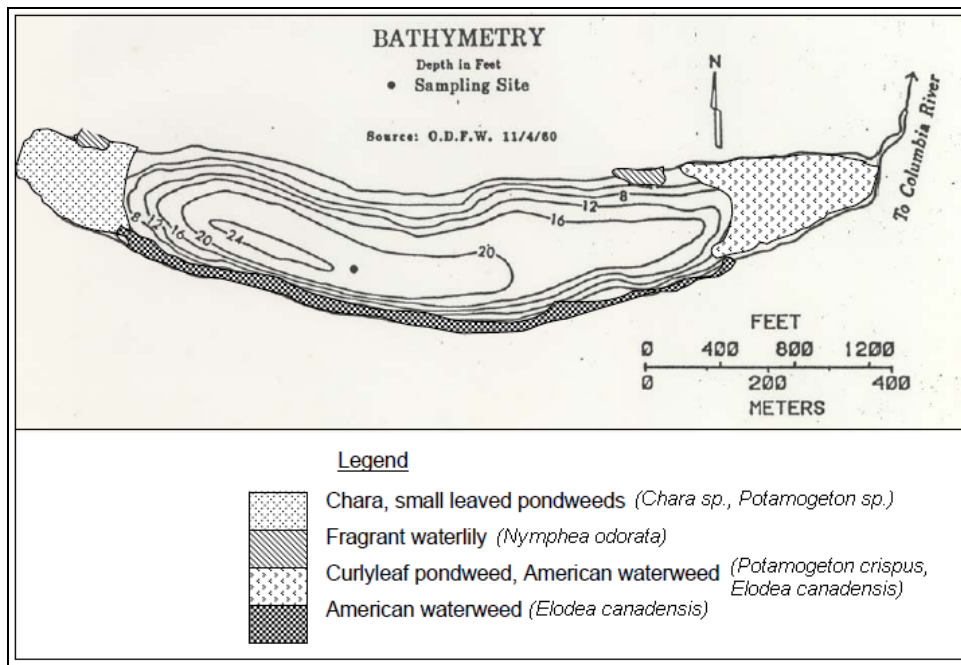 BATHYMETRY
Depth in Feet
• Sampling Site
N
Source: O.D.F.W. 11/4/60
To Columbia River
8
12
16
8
12
16
20
24
20
FEET
0 400 800 1200
0 200 400
METERS
Legend
Chara, small leaved pondweeds (Chara sp., Potamogeton sp.)
Fragrant waterlily (Nymphea odorata)
Curlyleaf pondweed, American waterweed (Potamogeton crispus,
Elodea canadensis)
American waterweed (Elodea canadensis)